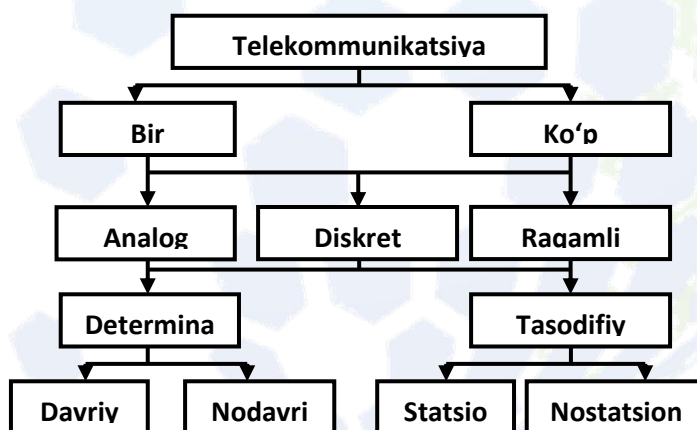 Telekommunikatsiya
Bir
Ko‘p
Analog
Diskret
Raqamli
Determina
Tasodifiy
Davriy
Nodavri
Statsio
Nostatsion